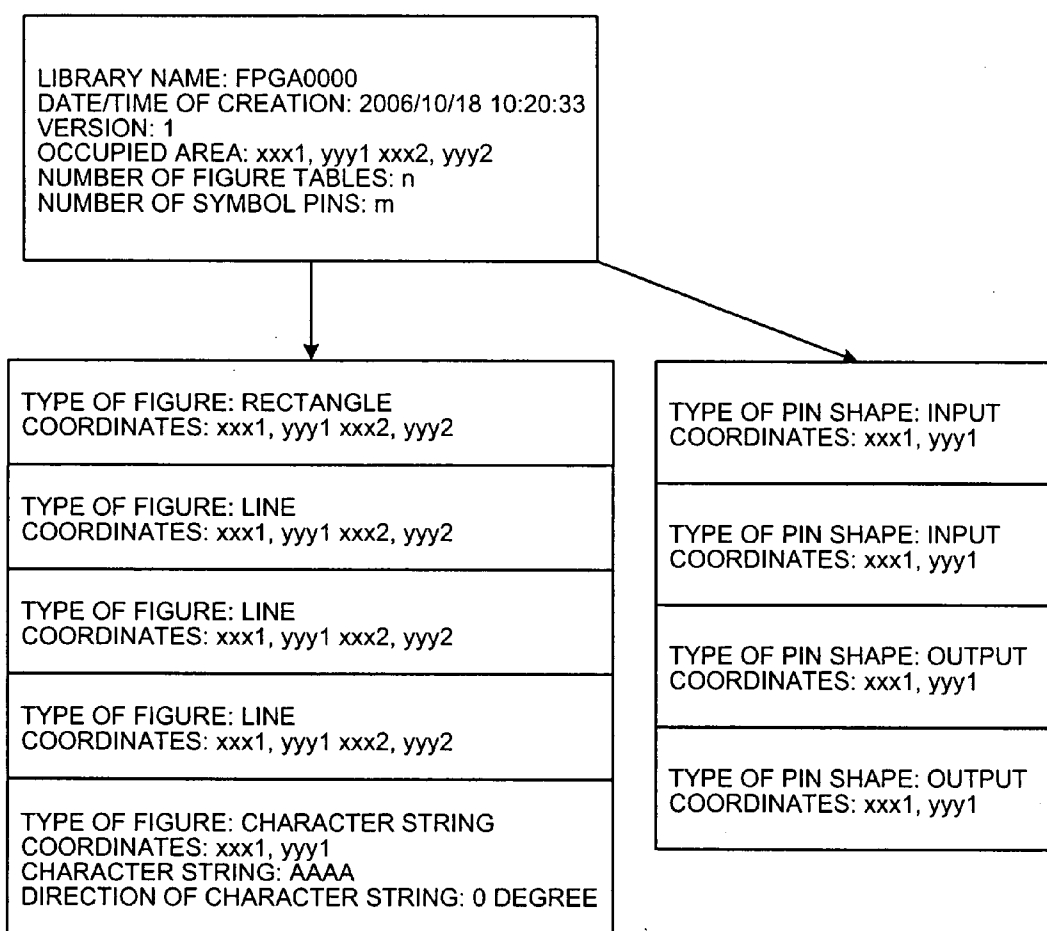 LIBRARY NAME: FPGA0000
DATE/TIME OF CREATION: 2006/10/18 10:20:33
VERSION: 1
OCCUPIED AREA: xxx1, yyy1 xxx2, yyy2
NUMBER OF FIGURE TABLES: n
NUMBER OF SYMBOL PINS: m
TYPE OF FIGURE: RECTANGLE
COORDINATES: xxx1, yyy1 xxx2, yyy2
TYPE OF FIGURE: LINE
COORDINATES: xxx1, yyy1 xxx2, yyy2
TYPE OF FIGURE: LINE
COORDINATES: xxx1, yyy1 xxx2, yyy2
TYPE OF FIGURE: LINE
COORDINATES: xxx1, yyy1 xxx2, yyy2
TYPE OF FIGURE: CHARACTER STRING
COORDINATES: xxx1, yyy1
CHARACTER STRING: AAAA
DIRECTION OF CHARACTER STRING: 0 DEGREE
TYPE OF PIN SHAPE: INPUT
COORDINATES: xxx1, yyy1
TYPE OF PIN SHAPE: INPUT
COORDINATES: xxx1, yyy1
TYPE OF PIN SHAPE: OUTPUT
COORDINATES: xxx1, yyy1
TYPE OF PIN SHAPE: OUTPUT
COORDINATES: xxx1, yyy1